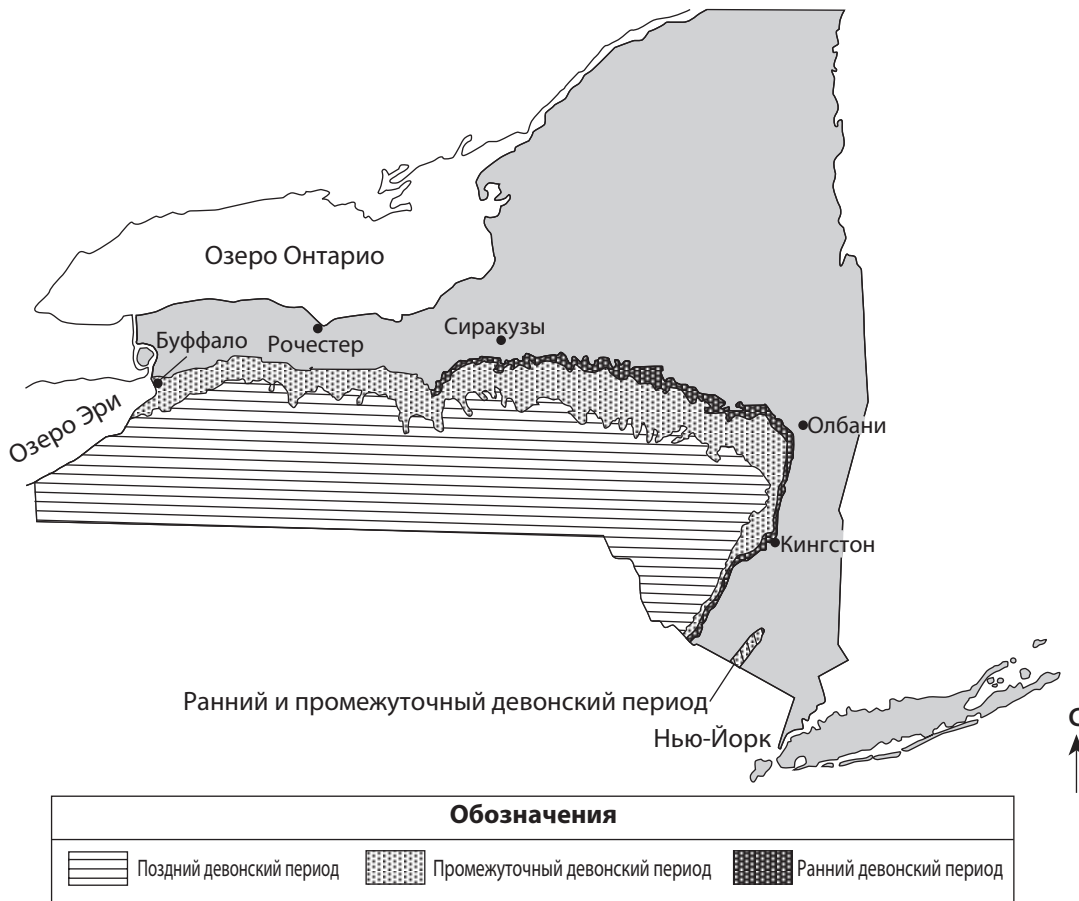 Озеро Онтарио
Сиракузы
Буффало
Рочестер
Озеро Эри
Олбани
Кингстон
Ранний и промежуточный девонский период
Нью-Йорк
С
Обозначения
Поздний девонский период
Промежуточный девонский период
Ранний девонский период